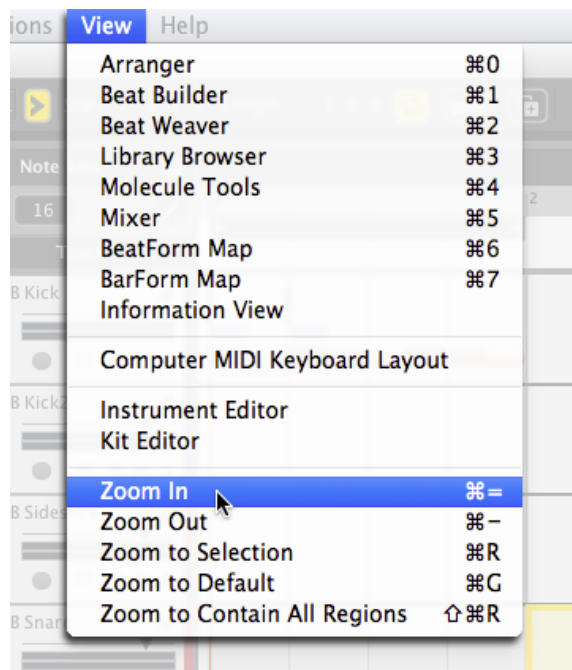 ions View Help
Arranger ⌘0
Beat Builder ⌘1
Beat Weaver ⌘2
Library Browser ⌘3
Note
Molecule Tools ⌘4
16
2
Mixer ⌘5
BeatForm Map ⌘6
BarForm Map ⌘7
B Kick
Information View
Computer MIDI Keyboard Layout
B Kick2
Instrument Editor
Kit Editor
Zoom In ⌘=
B Side
Zoom Out ⌘-
Zoom to Selection ⌘R
Zoom to Default ⌘G
Zoom to Contain All Regions ⇧⌘R
B Snar